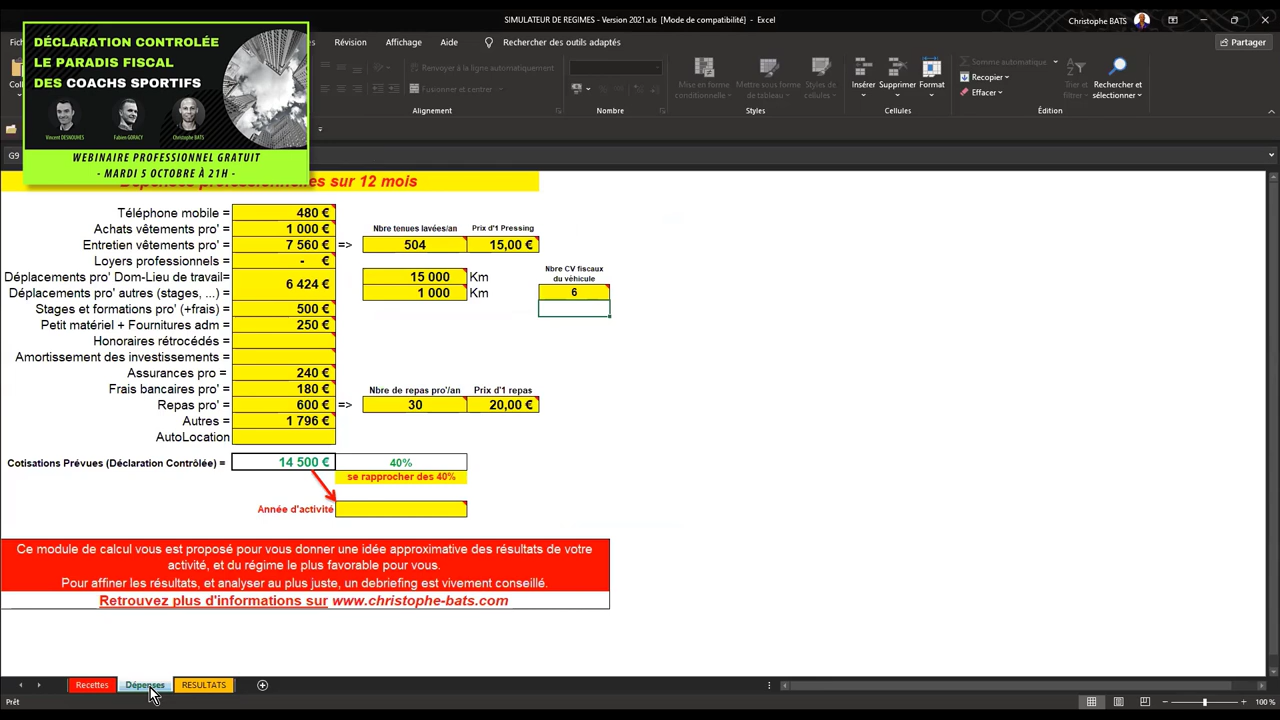 SIMULATEUR DE REGIMES - Version 2021.xls [Mode de compatibilité] - Excel
Christophe BATS
DÉCLARATION CONTROLÉE
LE PARADIS FISCAL
DES COACHS SPORTIFS
Vincent DESNOUHES
Fabien GORACY
Christophe BATS
WEBINAIRE PROFESSIONNEL GRATUIT
- MARDI 5 OCTOBRE À 21H -
Révision Affichage Aide Rechercher des outils adaptés
Partager
Renvoyer à la ligne automatiquement
Fusionner et centrer
Alignement
Nombre
Mise en forme conditionnelle
Mettre sous forme de tableau
Styles de cellules
Styles
Insérer Supprimer Format
Cellules
Somme automatique
Recopier
Effacer
Trier et filtrer
Rechercher et sélectionner
Édition
G9
sur 12 mois
Téléphone mobile = 480 €
Achats vêtements pro' = 1 000 € Nbre tenues lavées/an Prix d'1 Pressing
Entretien vêtements pro' = 7 560 € => 504 15,00 €
Loyers professionnels = - €
Déplacements pro' Dom-Lieu de travail= 6 424 € 15 000 Km Nbre CV fiscaux du véhicule
Déplacements pro' autres (stages, ...) = 1 000 Km 6
Stages et formations pro' (+frais) = 500 €
Petit matériel + Fournitures adm = 250 €
Honoraires rétrocédés =
Amortissement des investissements =
Assurances pro = 240 €
Frais bancaires pro' = 180 € Nbre de repas pro'/an Prix d'1 repas
Repas pro' = 600 € => 30 20,00 €
Autres = 1 796 €
AutoLocation
Cotisations Prévues (Déclaration Contrôlée) = 14 500 € 40%
se rapprocher des 40%
Année d'activité
Ce module de calcul vous est proposé pour vous donner une idée approximative des résultats de votre
activité, et du régime le plus favorable pour vous.
Pour affiner les résultats, et analyser au plus juste, un debriefing est vivement conseillé.
Retrouvez plus d'informations sur www.christophe-bats.com
Recettes Dépenses RESULTATS
Prêt
100%